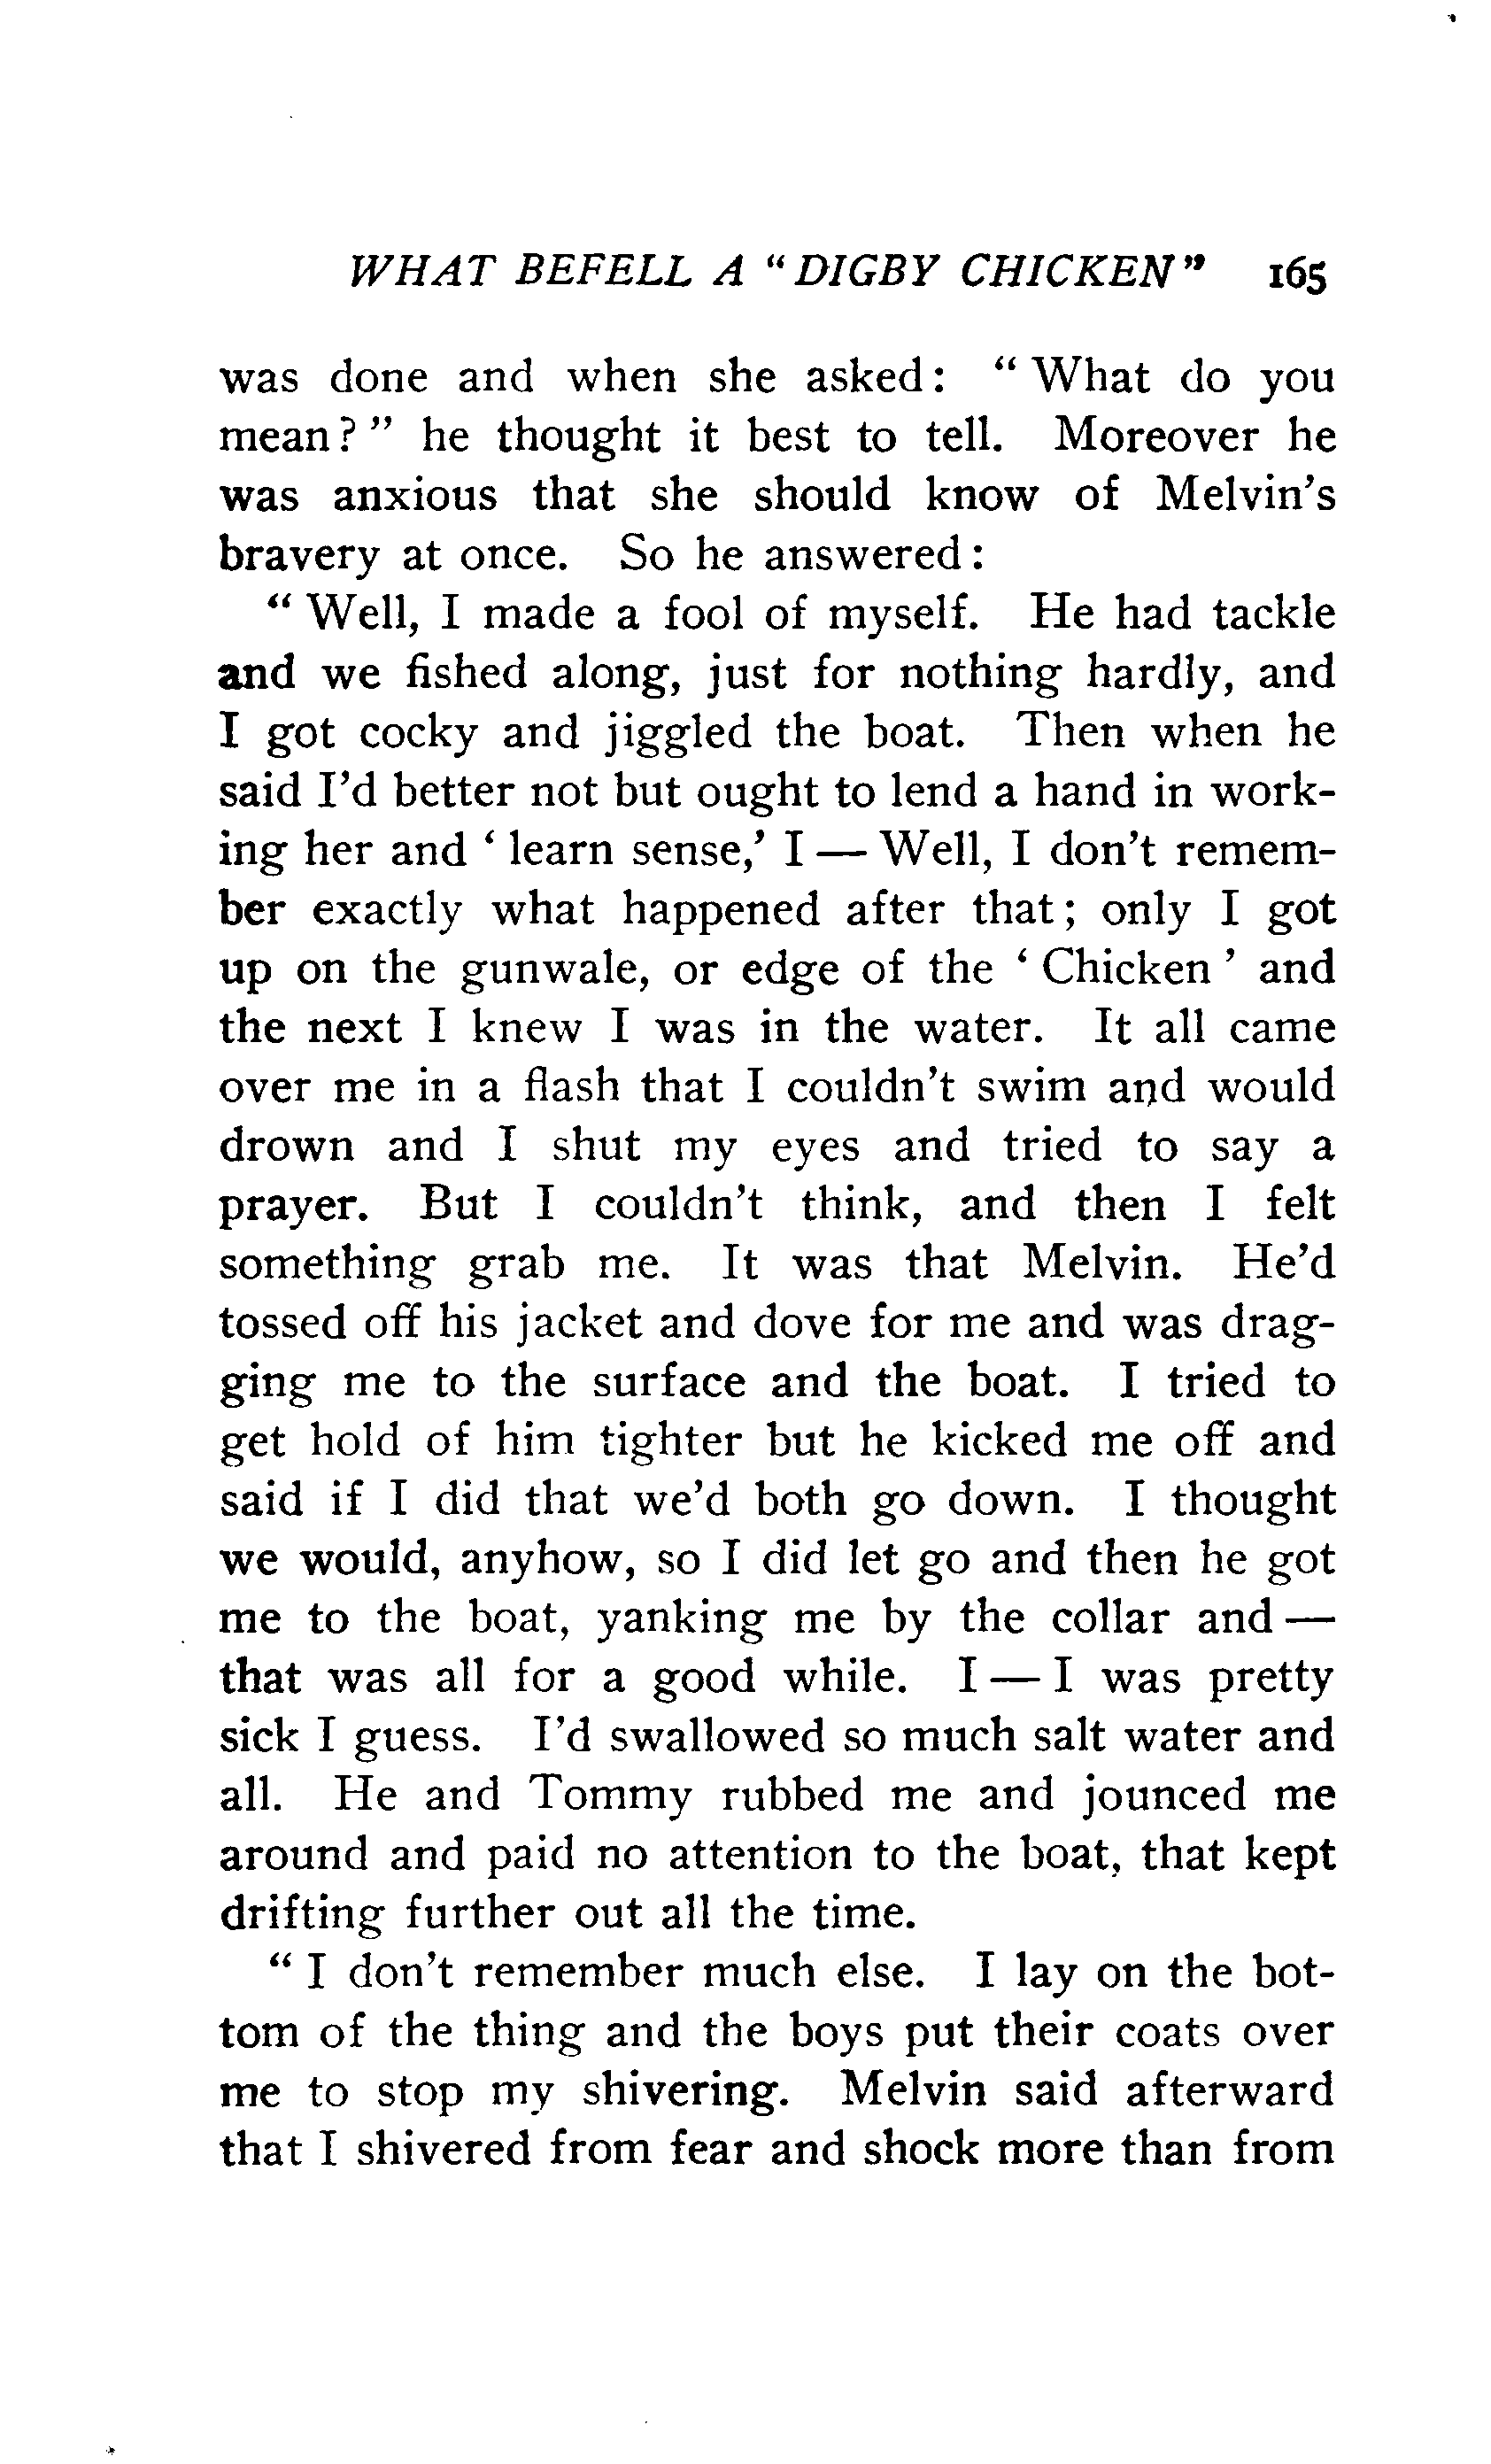 WHAT BEFELL A "DIGBY CHICKEN" 165
was done and when she asked: "What do you
mean?" he thought it best to tell. Moreover he
was anxious that she should know of Melvin's
bravery at once. So he answered:
"Well, I made a fool of myself. He had tackle
and we fished along, just for nothing hardly, and
I got cocky and jiggled the boat. Then when he
said I'd better not but ought to lend a hand in work-
ing her and 'learn sense,' I — Well, I don't remem-
ber exactly what happened after that; only I got
up on the gunwale, or edge of the 'Chicken' and
the next I knew I was in the water. It all came
over me in a flash that I couldn't swim and would
drown and I shut my eyes and tried to say a
prayer. But I couldn't think, and then I felt
something grab me. It was that Melvin. He'd
tossed off his jacket and dove for me and was drag-
ging me to the surface and the boat. I tried to
get hold of him tighter but he kicked me off and
said if I did that we'd both go down. I thought
we would, anyhow, so I did let go and then he got
me to the boat, yanking me by the collar and —
that was all for a good while. I — I was pretty
sick I guess. I'd swallowed so much salt water and
all. He and Tommy rubbed me and jounced me
around and paid no attention to the boat, that kept
drifting further out all the time.
"I don't remember much else. I lay on the bot-
tom of the thing and the boys put their coats over
me to stop my shivering. Melvin said afterward
that I shivered from fear and shock more than from